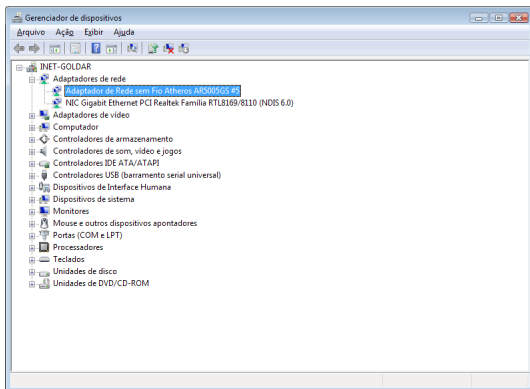 Gerenciador de dispositivos
Arquivo Ação Exibir Ajuda
INET-GOLDAR
Adaptadores de rede
Adaptador de Rede sem Fio Atheros AR5005GS #5
NIC Gigabit Ethernet PCI Realtek Família RTL8169/8110 (NDIS 6.0)
Adaptadores de vídeo
Computador
Controladores de armazenamento
Controladores de som, vídeo e jogos
Controladores IDE ATA/ATAPI
Controladores USB (barramento serial universal)
Dispositivos de Interface Humana
Dispositivos de sistema
Monitores
Mouse e outros dispositivos apontadores
Portas (COM e LPT)
Processadores
Teclados
Unidades de disco
Unidades de DVD/CD-ROM